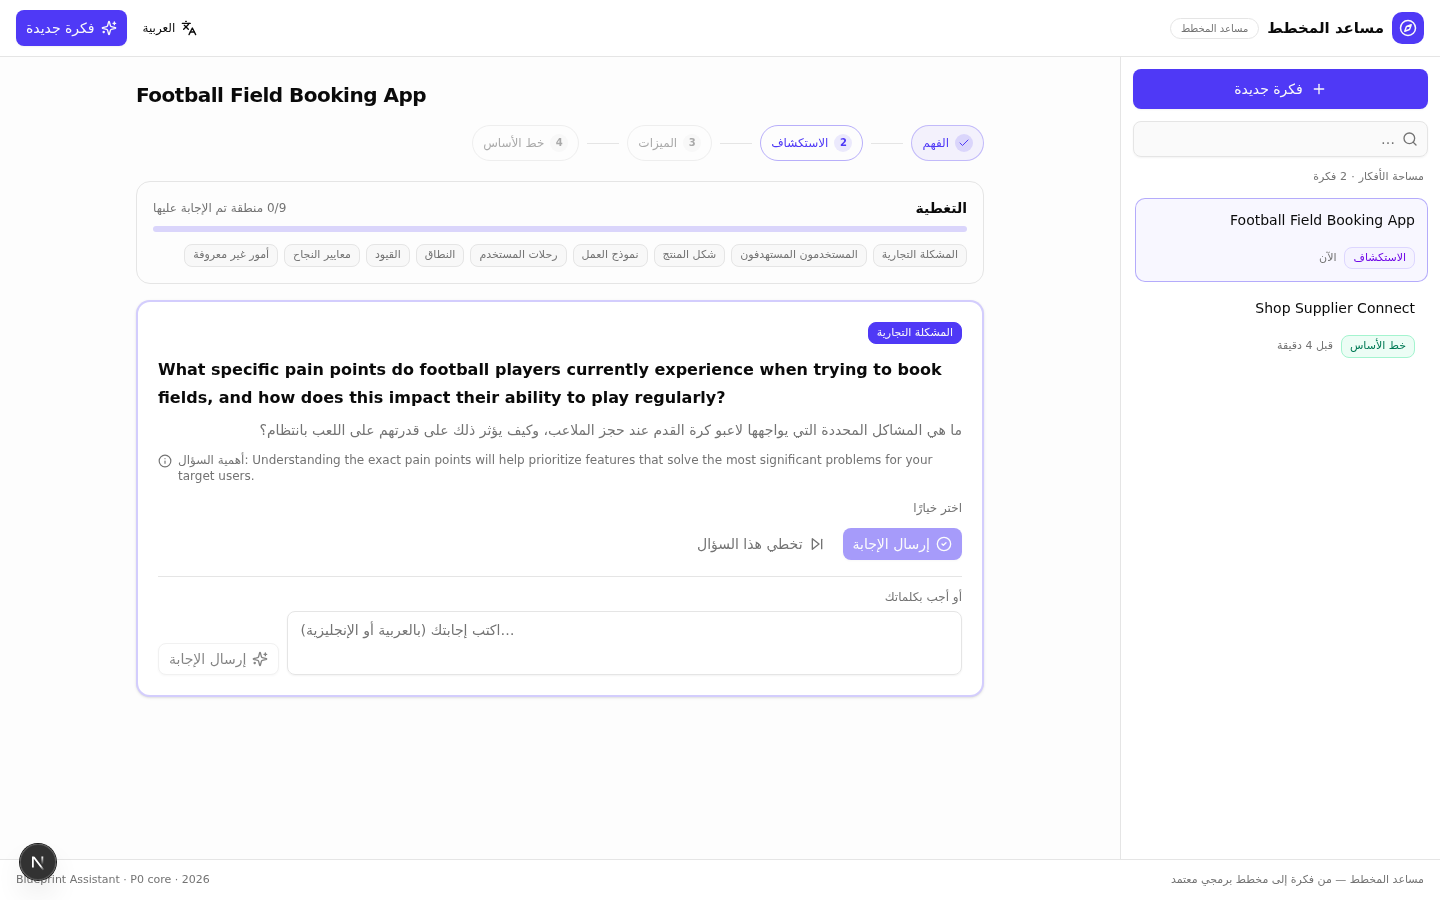 مساعد المخطط
مساعد المخطط
العربية
فكرة جديدة
فكرة جديدة
...
مساحة الأفكار · 2 فكرة
Football Field Booking App
الاستكشاف
الآن
Shop Supplier Connect
خط الأساس
قبل 4 دقيقة
Football Field Booking App
الفهم
2 الاستكشاف
3 الميزات
4 خط الأساس
التغطية
0/9 منطقة تم الإجابة عليها
المشكلة التجارية
المستخدمون المستهدفون
شكل المنتج
نموذج العمل
رحلات المستخدم
النطاق
القيود
معايير النجاح
أمور غير معروفة
المشكلة التجارية
What specific pain points do football players currently experience when trying to book
fields, and how does this impact their ability to play regularly?
ما هي المشاكل المحددة التي يواجهها لاعبو كرة القدم عند حجز الملاعب، وكيف يؤثر ذلك على قدرتهم على اللعب بانتظام؟
أهمية السؤال: Understanding the exact pain points will help prioritize features that solve the most significant problems for your
target users.
اختر خيارًا
إرسال الإجابة
تخطي هذا السؤال
أو أجب بكلماتك
اكتب إجابتك (بالعربية أو الإنجليزية)...
إرسال الإجابة
مساعد المخطط — من فكرة إلى مخطط برمجي معتمد
N
Blueprint Assistant · P0 core · 2026